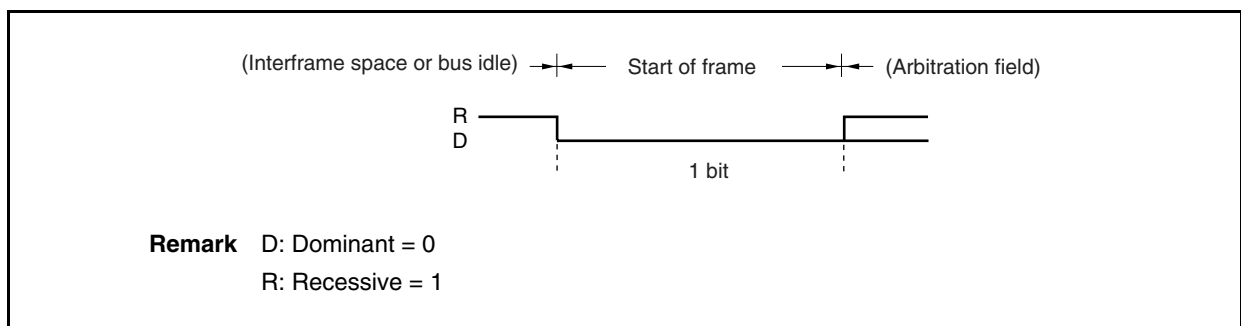 (Interframe space or bus idle) Start of frame (Arbitration field)
R
D
1 bit
Remark D: Dominant = 0
R: Recessive = 1